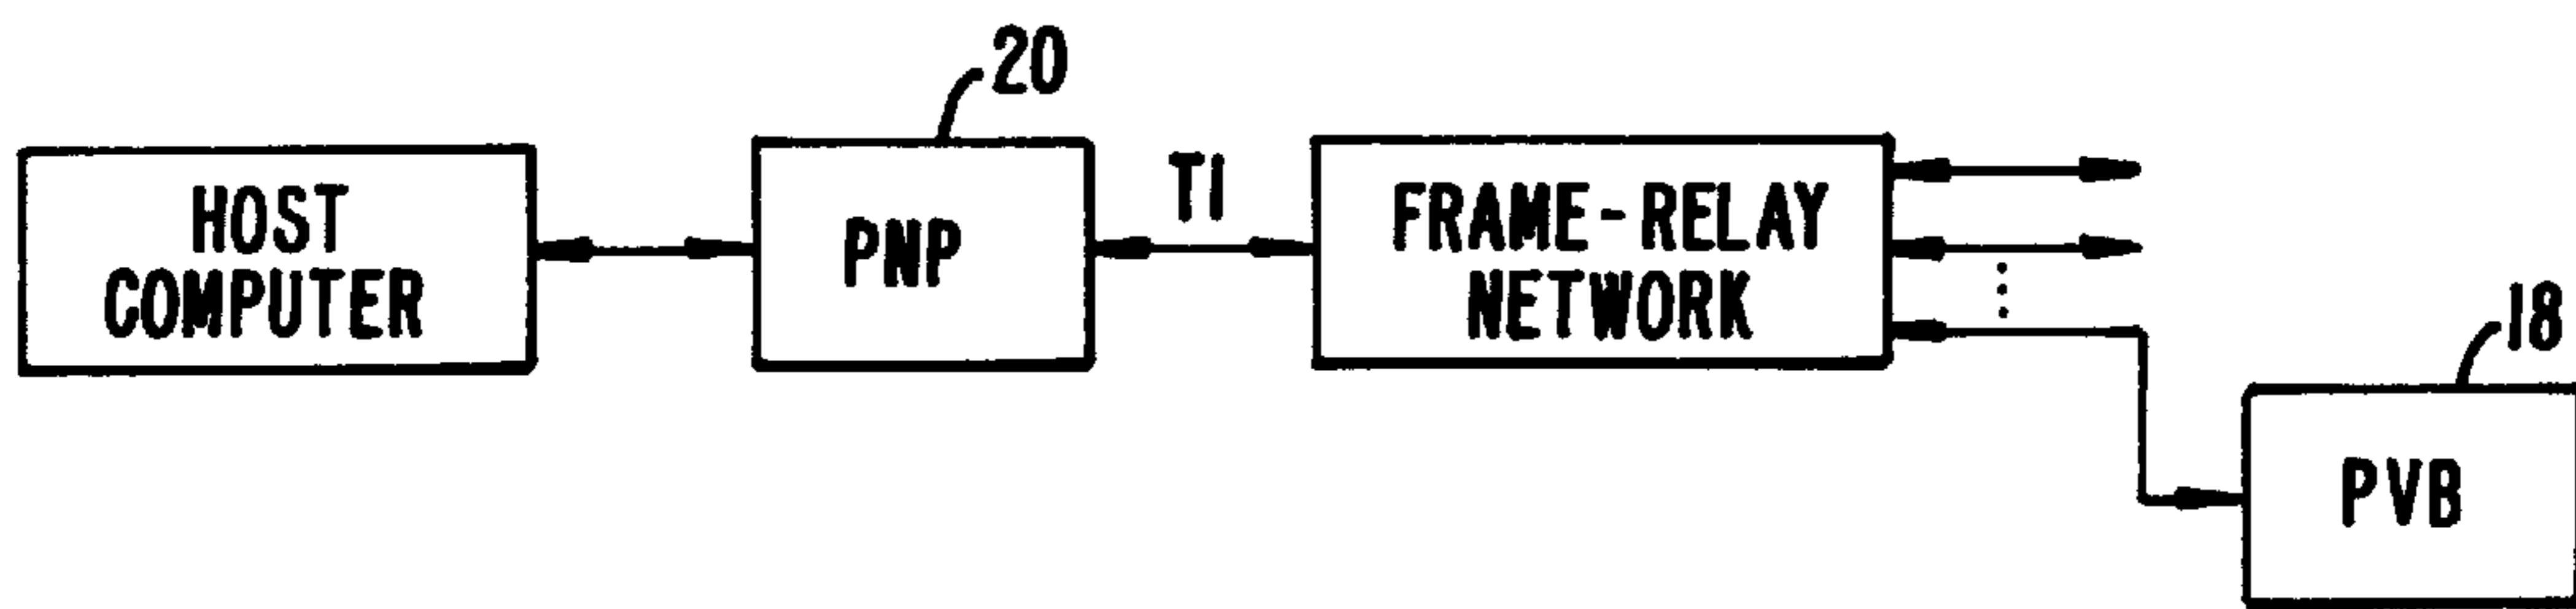 20
HOST
COMPUTER
PNP
T1
FRAME-RELAY
NETWORK
18
PVB